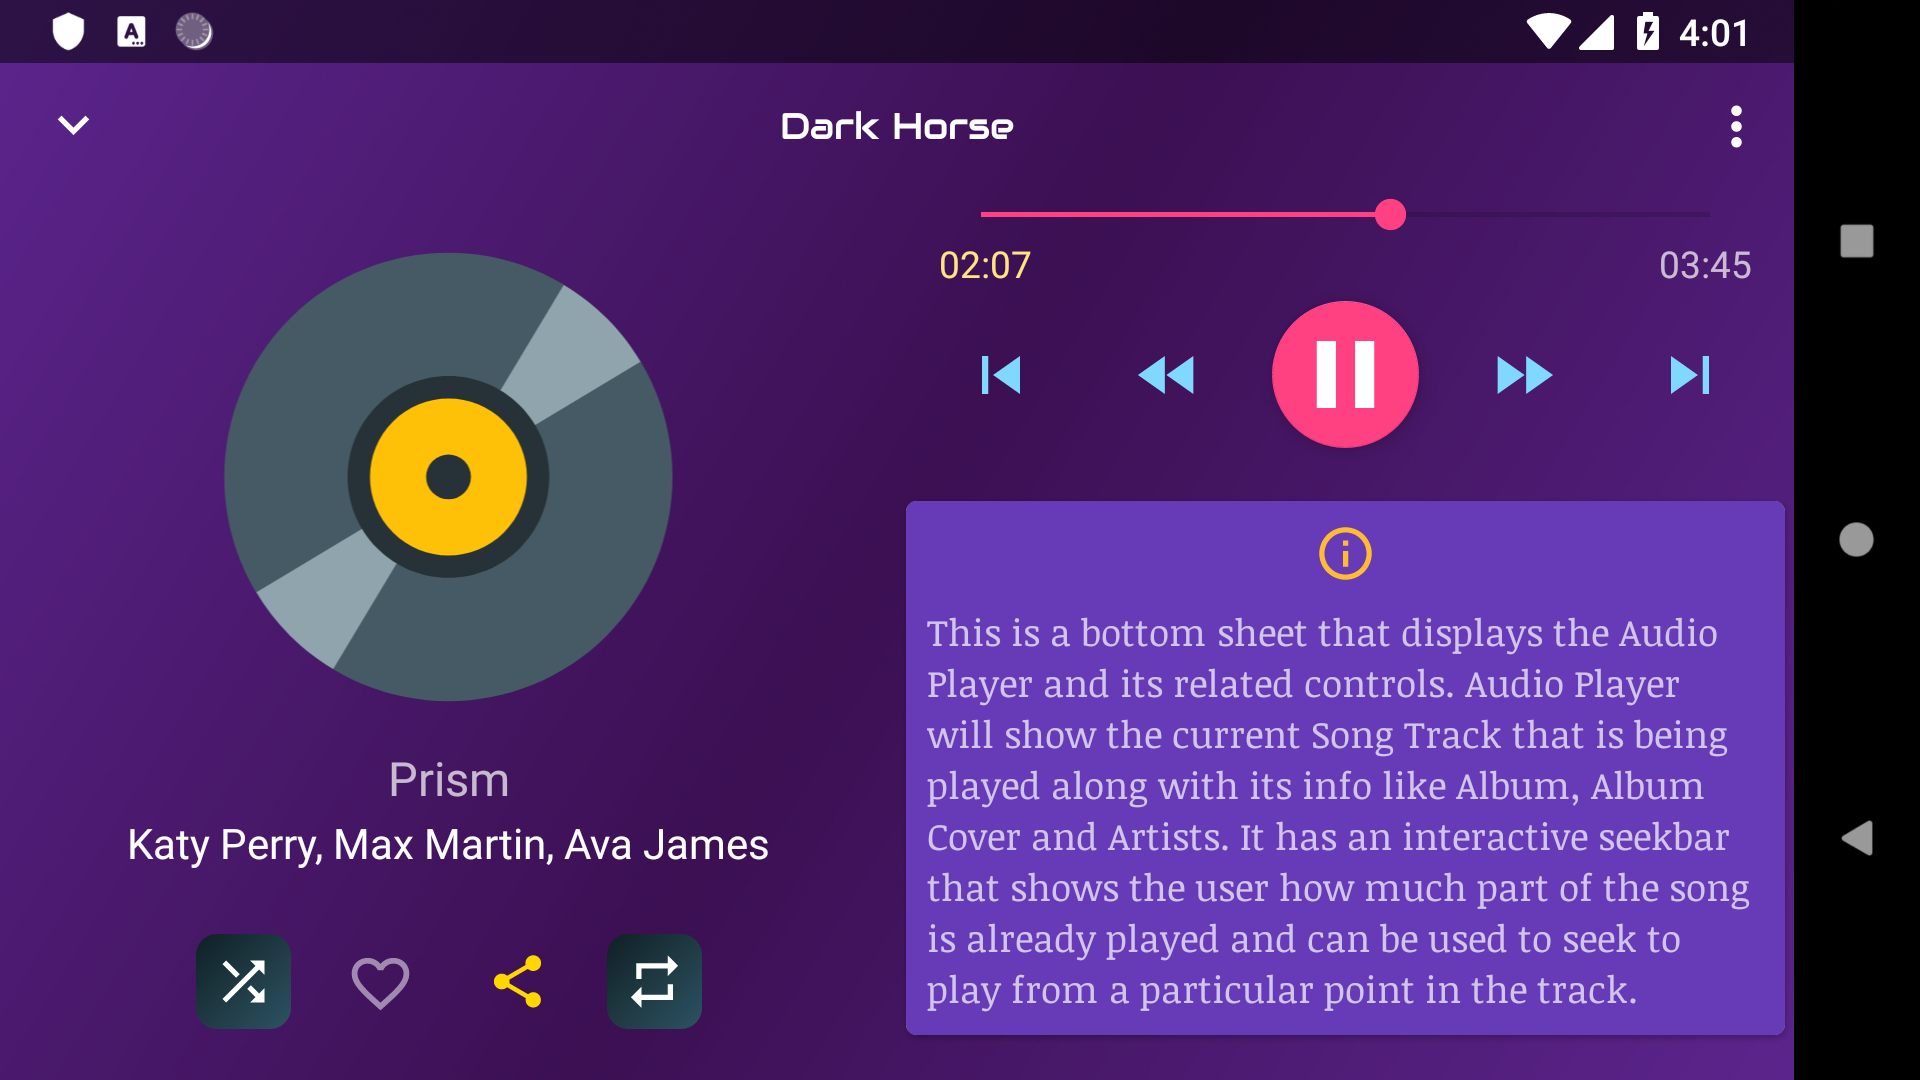 4:01
Dark Horse
02:07
03:45
Prism
Katy Perry, Max Martin, Ava James
This is a bottom sheet that displays the Audio
Player and its related controls. Audio Player
will show the current Song Track that is being
played along with its info like Album, Album
Cover and Artists. It has an interactive seekbar
that shows the user how much part of the song
is already played and can be used to seek to
play from a particular point in the track.